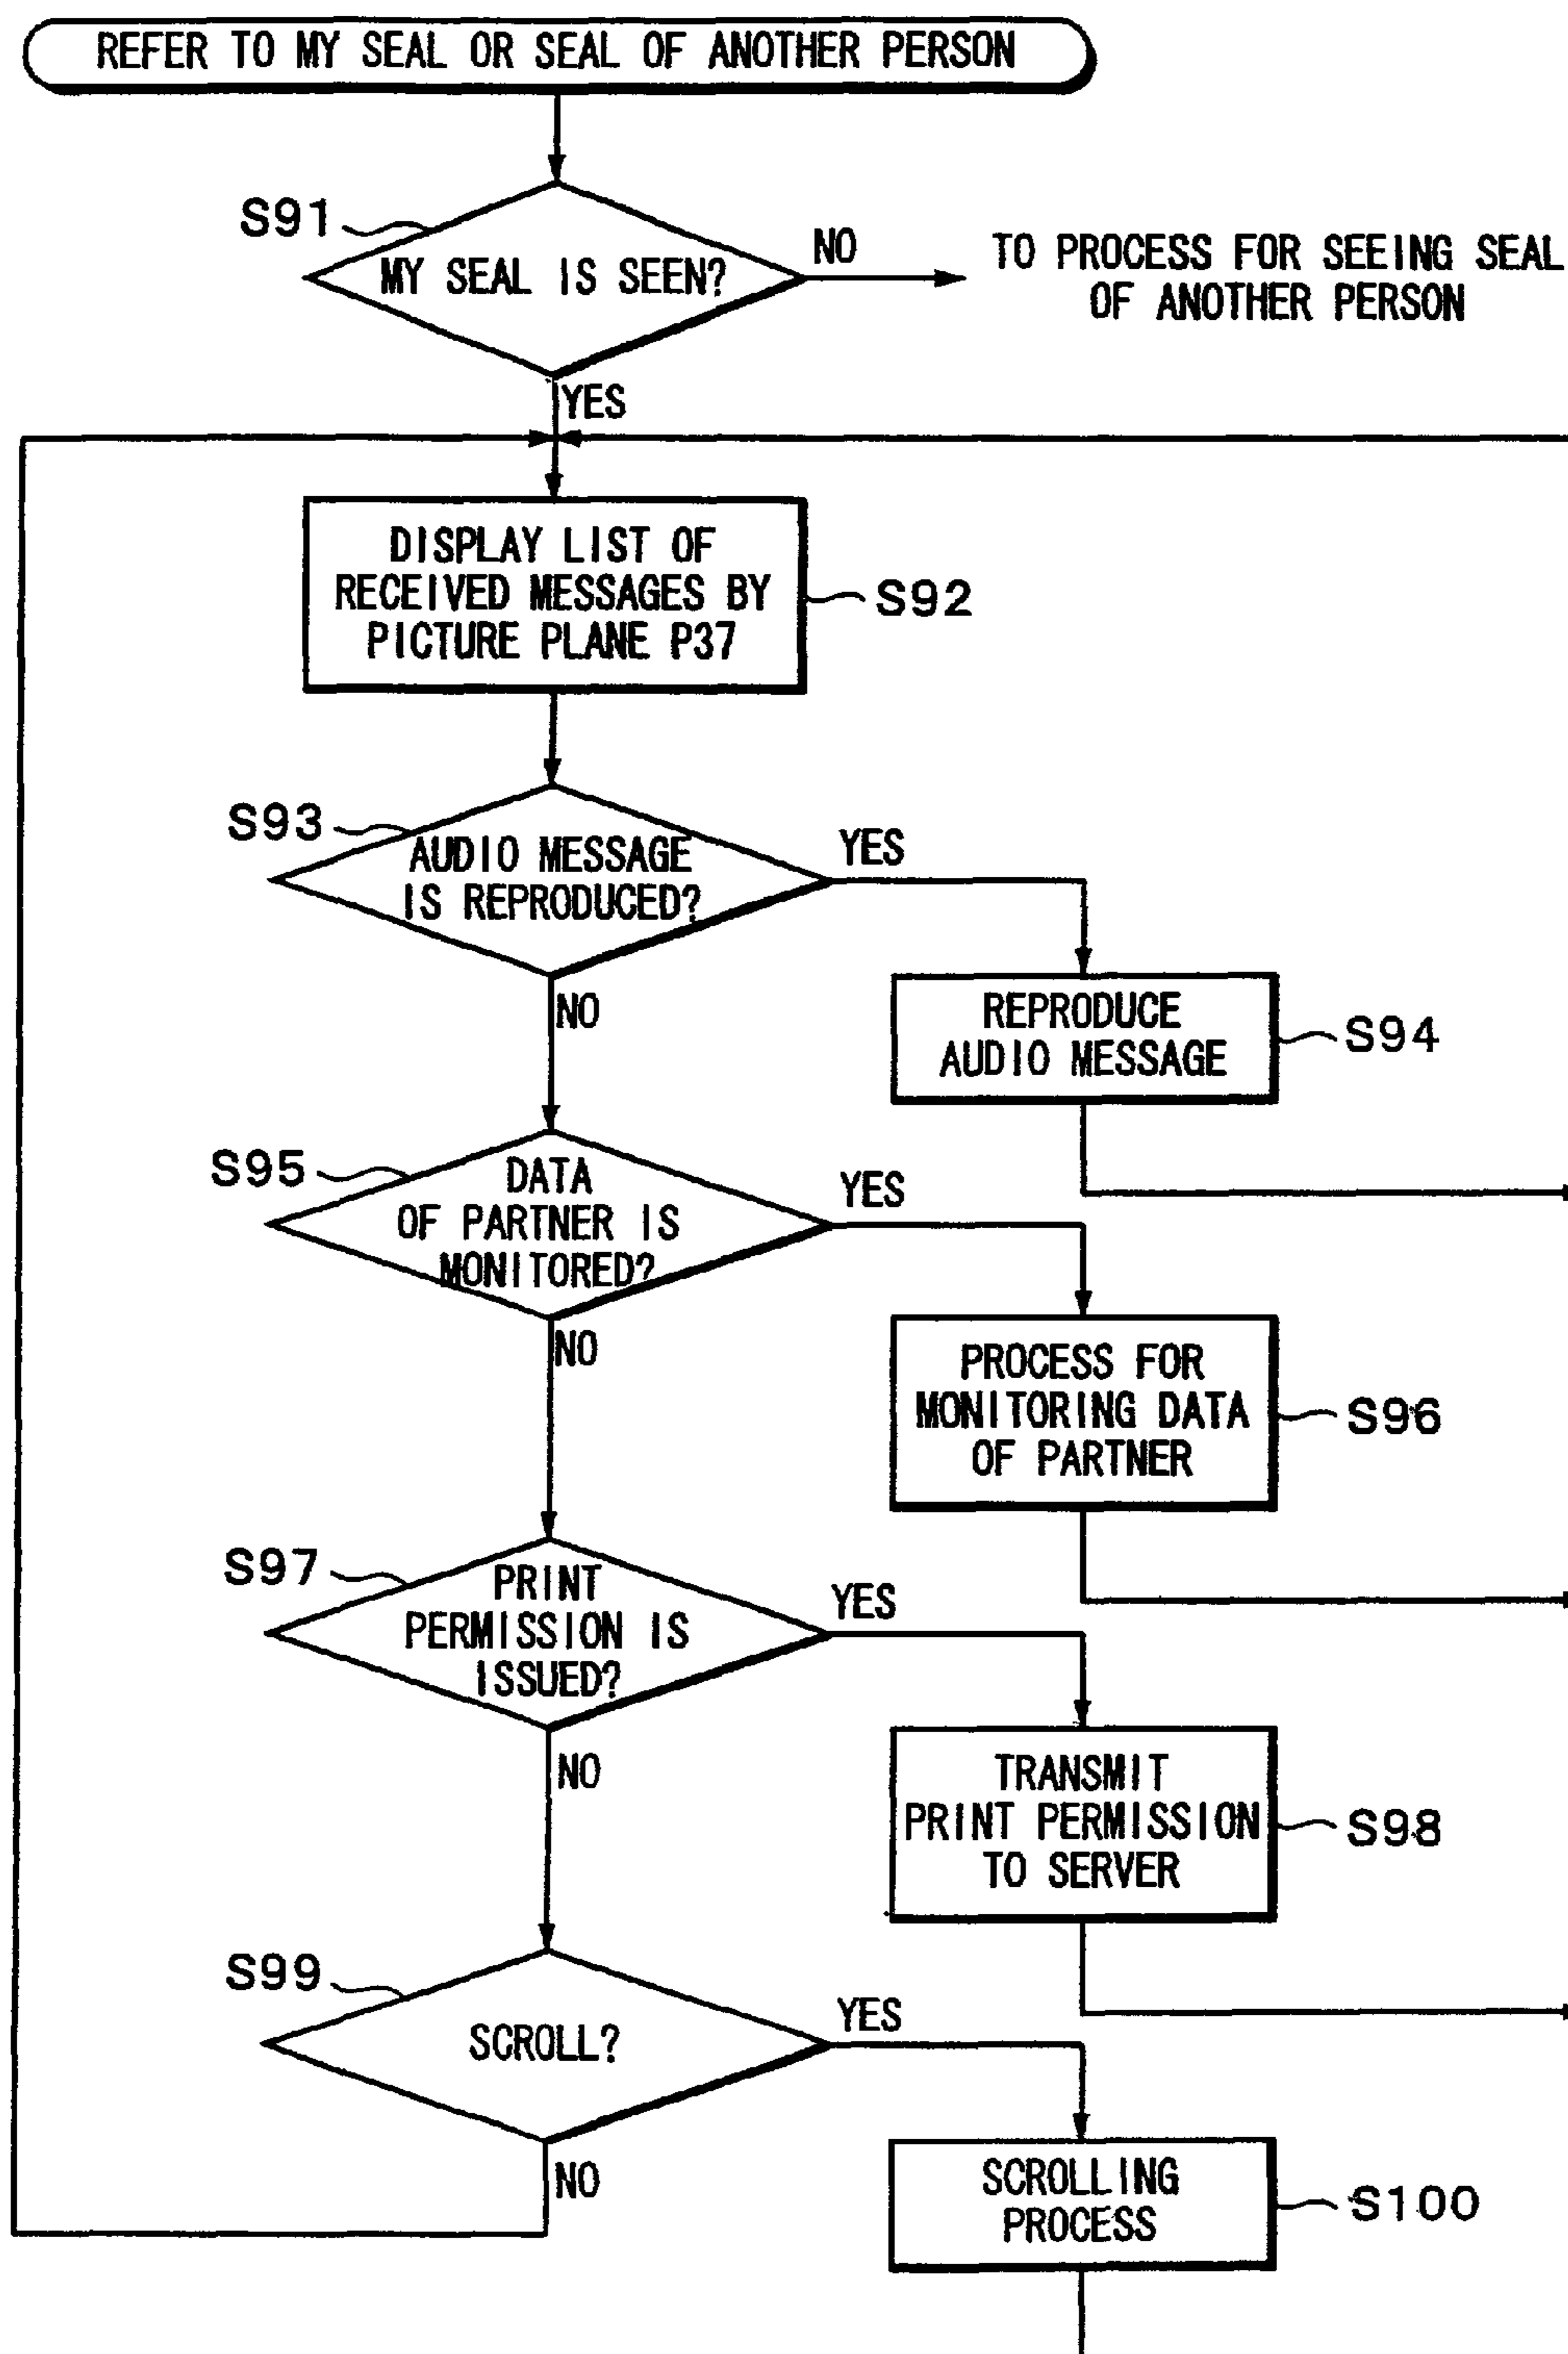 REFER TO MY SEAL OR SEAL OF ANOTHER PERSON
S91
MY SEAL IS SEEN?
NO
TO PROCESS FOR SEEING SEAL
OF ANOTHER PERSON
YES
DISPLAY LIST OF
RECEIVED MESSAGES BY
PICTURE PLANE P37
S92
S93
AUDIO MESSAGE
IS REPRODUCED?
YES
NO
REPRODUCE
AUDIO MESSAGE
S94
S95
DATA
OF PARTNER IS
MONITORED?
YES
NO
PROCESS FOR
MONITORING DATA
OF PARTNER
S96
S97
PRINT
PERMISSION IS
ISSUED?
YES
NO
TRANSMIT
PRINT PERMISSION
TO SERVER
S98
S99
SCROLL?
YES
NO
SCROLLING
PROCESS
S100